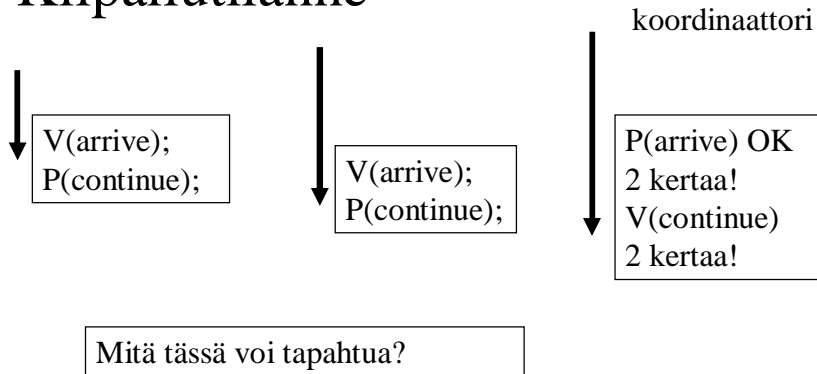 Kilpailutilanne
koordinaattori
V(arrive);
P(continue);
V(arrive);
P(continue);
P(arrive) OK
2 kertaa!
V(continue)
2 kertaa!
Mitä tässä voi tapahtua?